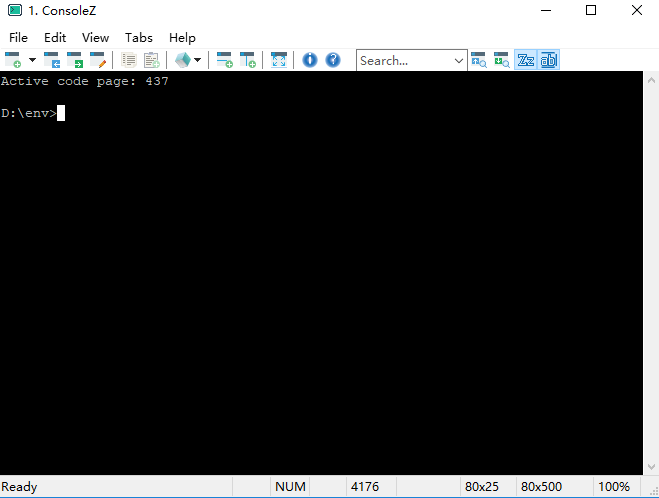 1. ConsoleZ
File Edit View Tabs Help
Search... Zz ab
Active code page: 437
D:\env>
Ready NUM 4176 80x25 80x500 100%